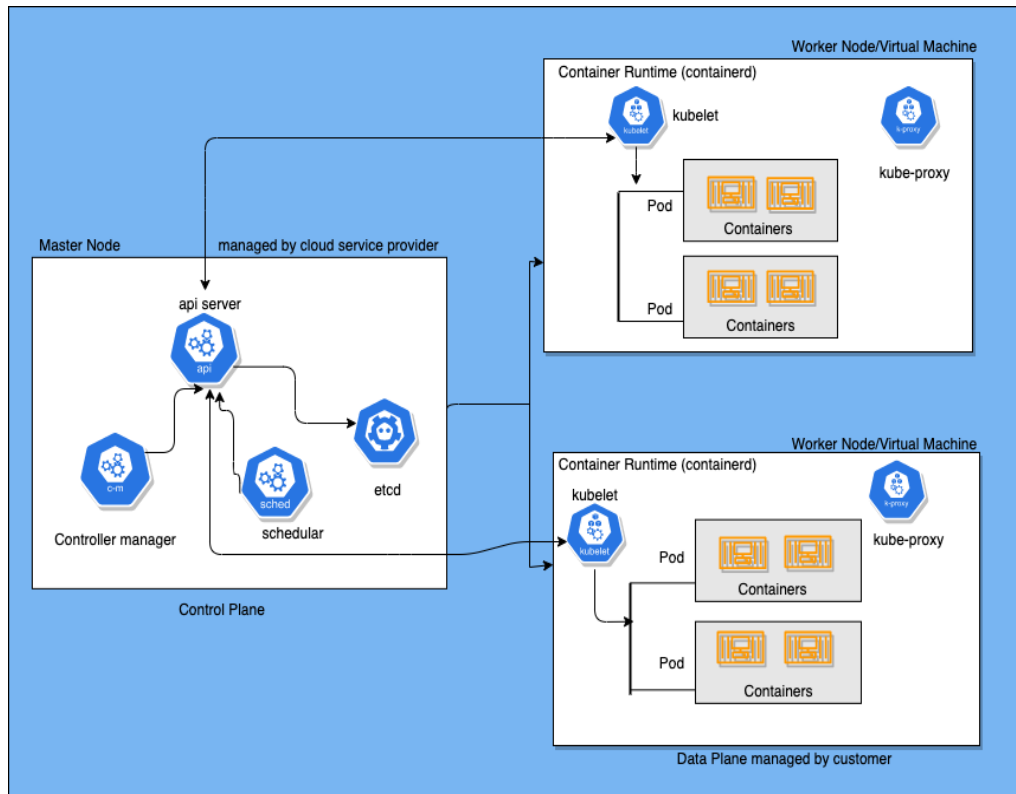 Worker Node/Virtual Machine
Container Runtime (containerd)
kubelet
kubelet
k-proxy
kube-proxy
Pod
Containers
Pod
Containers
Master Node
managed by cloud service provider
api server
api
c-m
Controller manager
sched
schedular
etcd
Control Plane
Worker Node/Virtual Machine
Container Runtime (containerd)
kubelet
kubelet
k-proxy
kube-proxy
Pod
Containers
Pod
Containers
Data Plane managed by customer